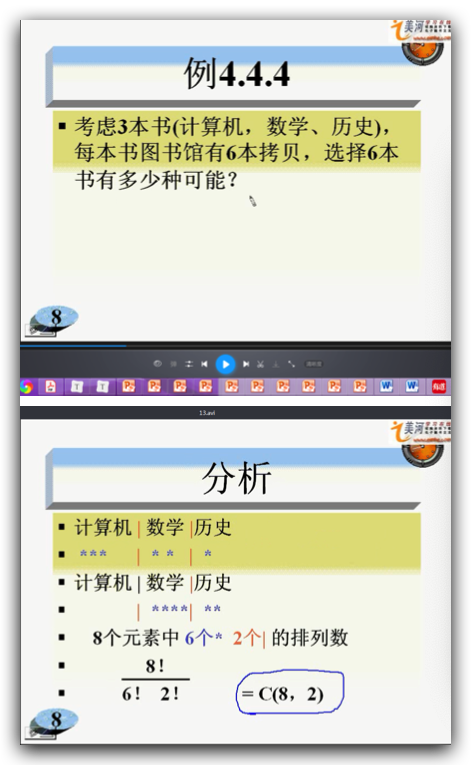 美河
例4.4.4
▪ 考虑3本书(计算机，数学、历史)，
每本书图书馆有6本拷贝，选择6本
书有多少种可能？
8
13.avi
美河
分析
▪ 计算机 | 数学 |历史
▪ *** | * * | *
▪ 计算机 | 数学 |历史
▪ | ****| **
▪ 8个元素中 6个* 2个| 的排列数
▪ 8!
▪ 6! 2! = C(8，2)
8